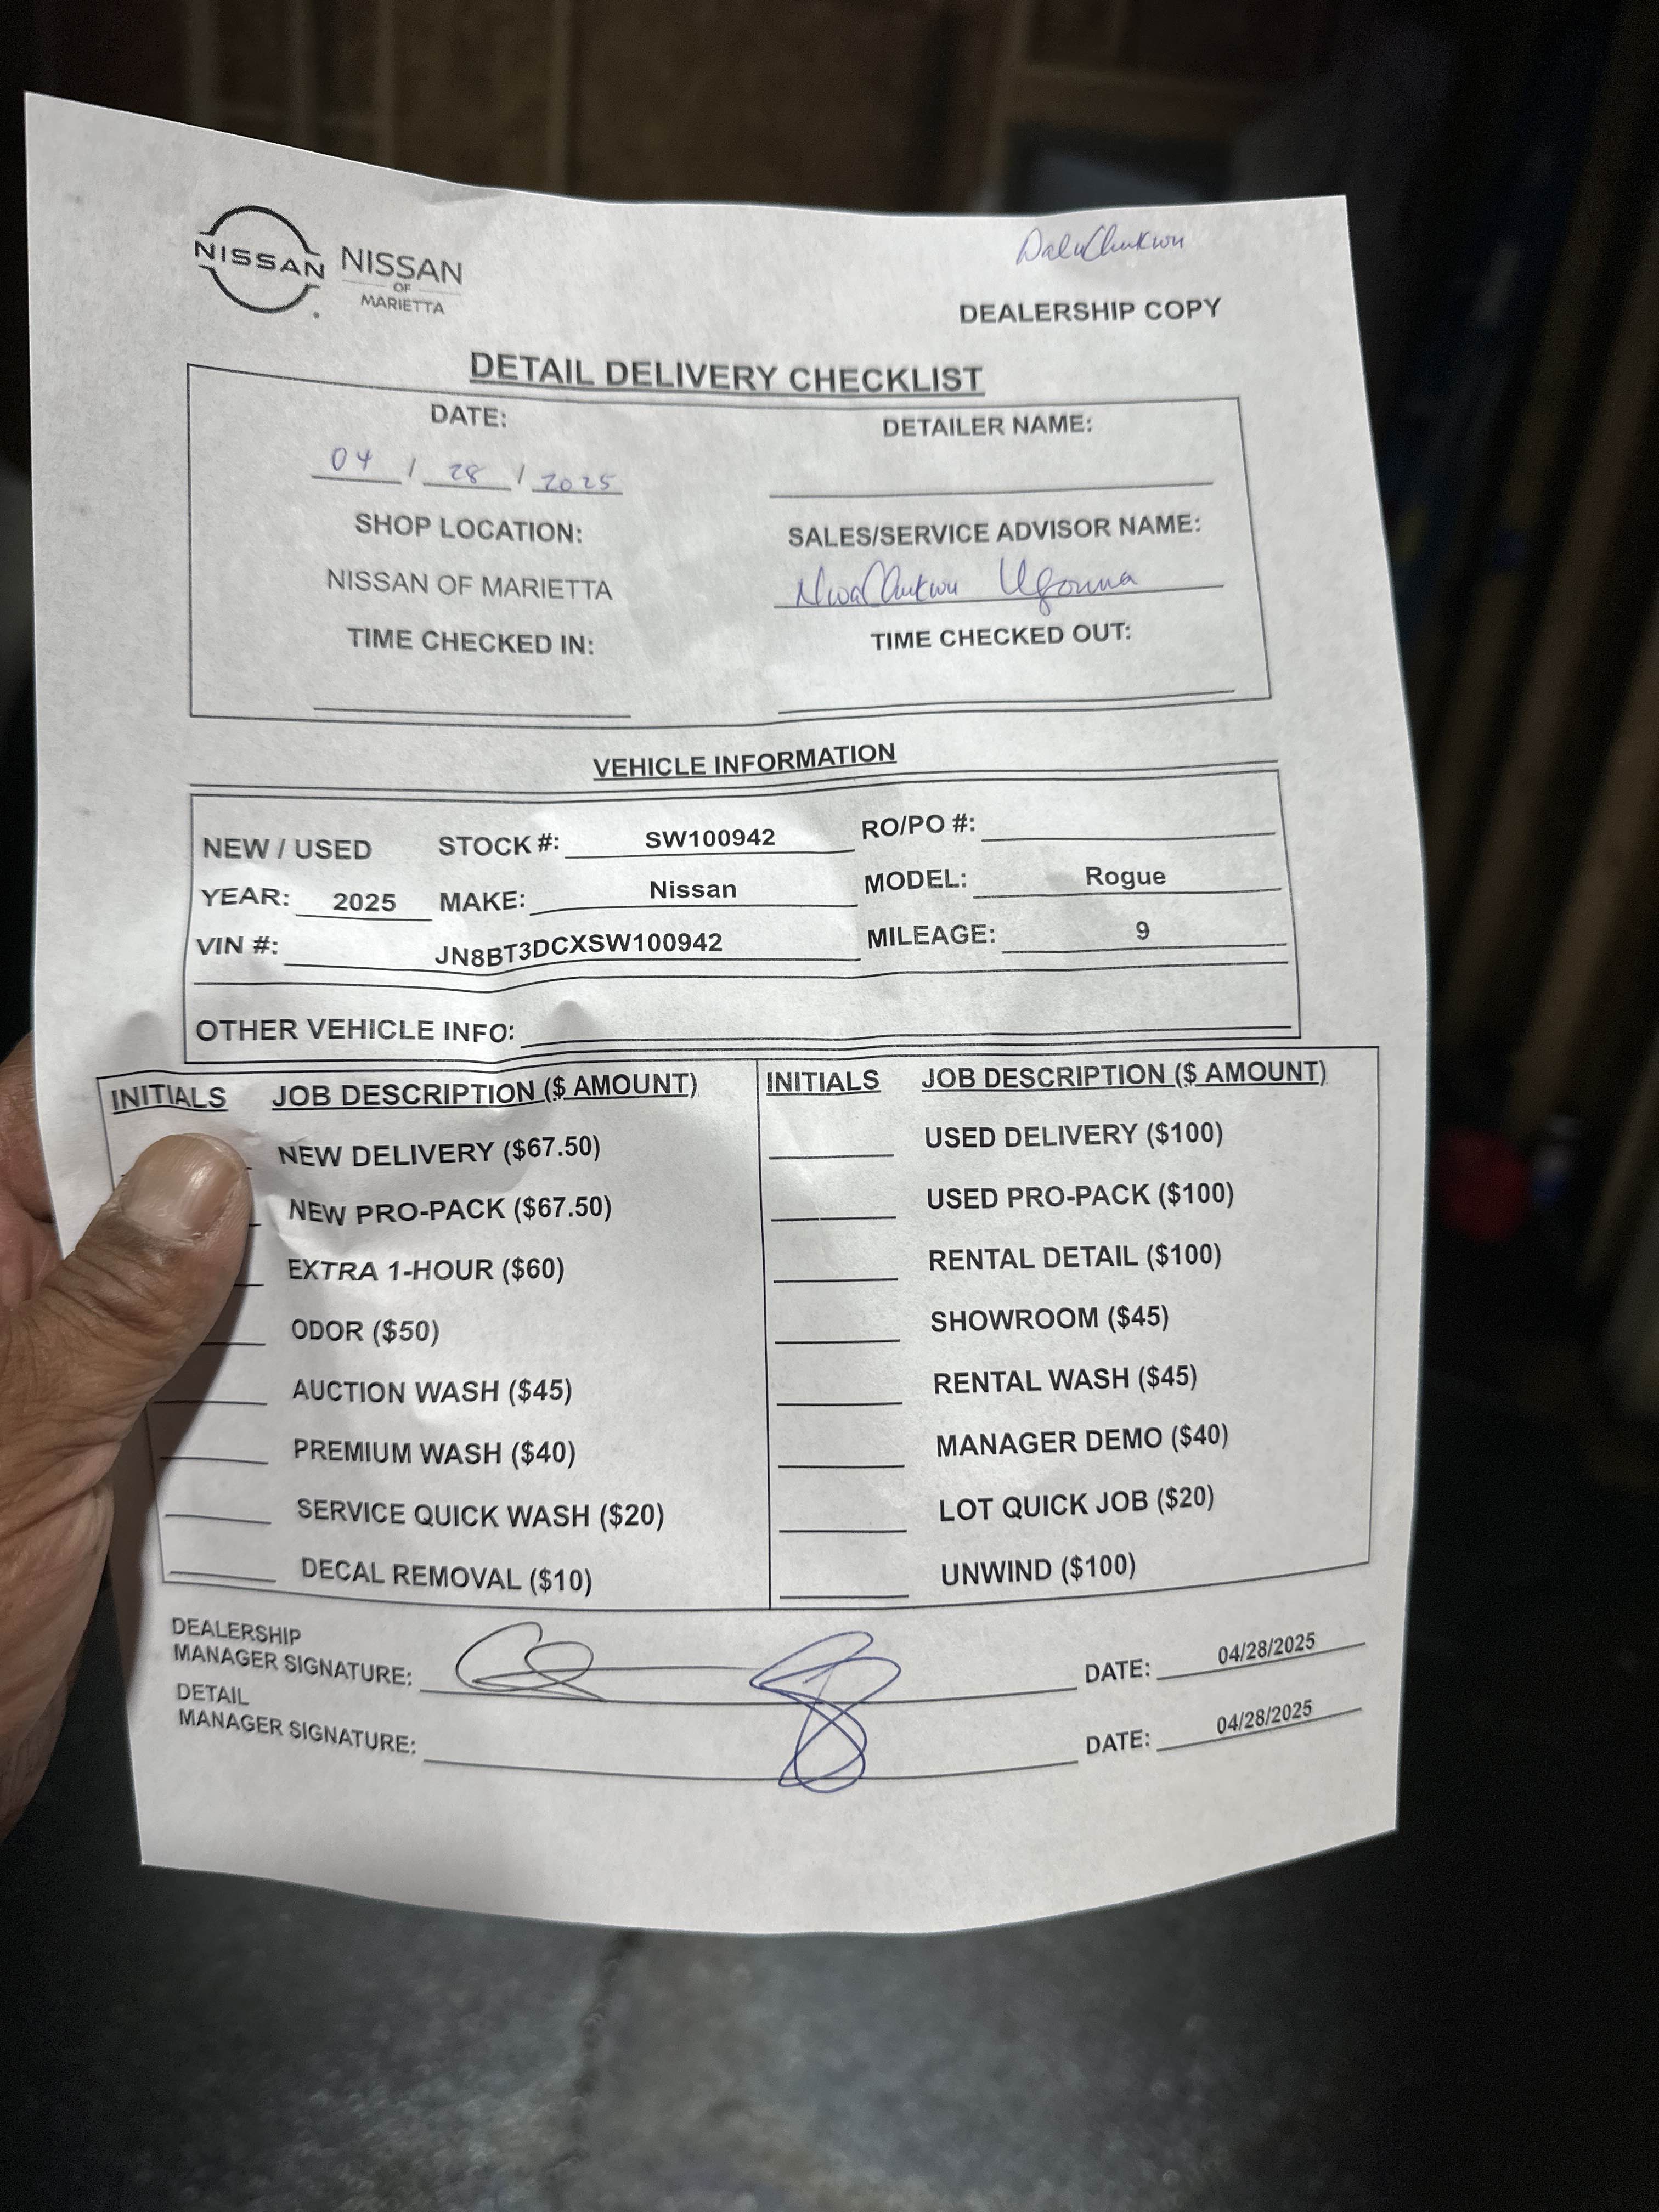 DaluChukwu
NISSAN
NISSAN
OF
MARIETTA
DEALERSHIP COPY
DETAIL DELIVERY CHECKLIST
DATE: DETAILER NAME:
04 / 28 / 2025
SHOP LOCATION: SALES/SERVICE ADVISOR NAME:
NISSAN OF MARIETTA NwaChukwu Ugonna
TIME CHECKED IN: TIME CHECKED OUT:
VEHICLE INFORMATION
NEW / USED STOCK #: SW100942 RO/PO #:
YEAR: 2025 MAKE: Nissan MODEL: Rogue
VIN #: JN8BT3DCXSW100942 MILEAGE: 9
OTHER VEHICLE INFO:
INITIALS JOB DESCRIPTION ($ AMOUNT) INITIALS JOB DESCRIPTION ($ AMOUNT)
NEW DELIVERY ($67.50) USED DELIVERY ($100)
NEW PRO-PACK ($67.50) USED PRO-PACK ($100)
EXTRA 1-HOUR ($60) RENTAL DETAIL ($100)
ODOR ($50) SHOWROOM ($45)
AUCTION WASH ($45) RENTAL WASH ($45)
PREMIUM WASH ($40) MANAGER DEMO ($40)
SERVICE QUICK WASH ($20) LOT QUICK JOB ($20)
DECAL REMOVAL ($10) UNWIND ($100)
DEALERSHIP
MANAGER SIGNATURE: DATE: 04/28/2025
DETAIL
MANAGER SIGNATURE: DATE: 04/28/2025